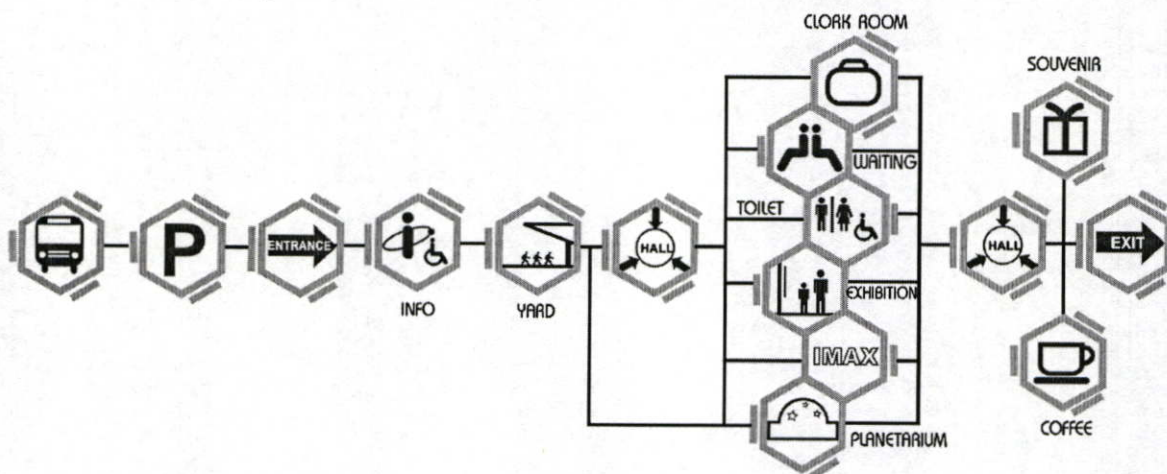 CLORK ROOM
SOUVENIR
WAITING
TOILET
P
ENTRANCE
HALL
HALL
EXIT
INFO
YARD
EXHIBITION
IMAX
PLANETARIUM
COFFEE